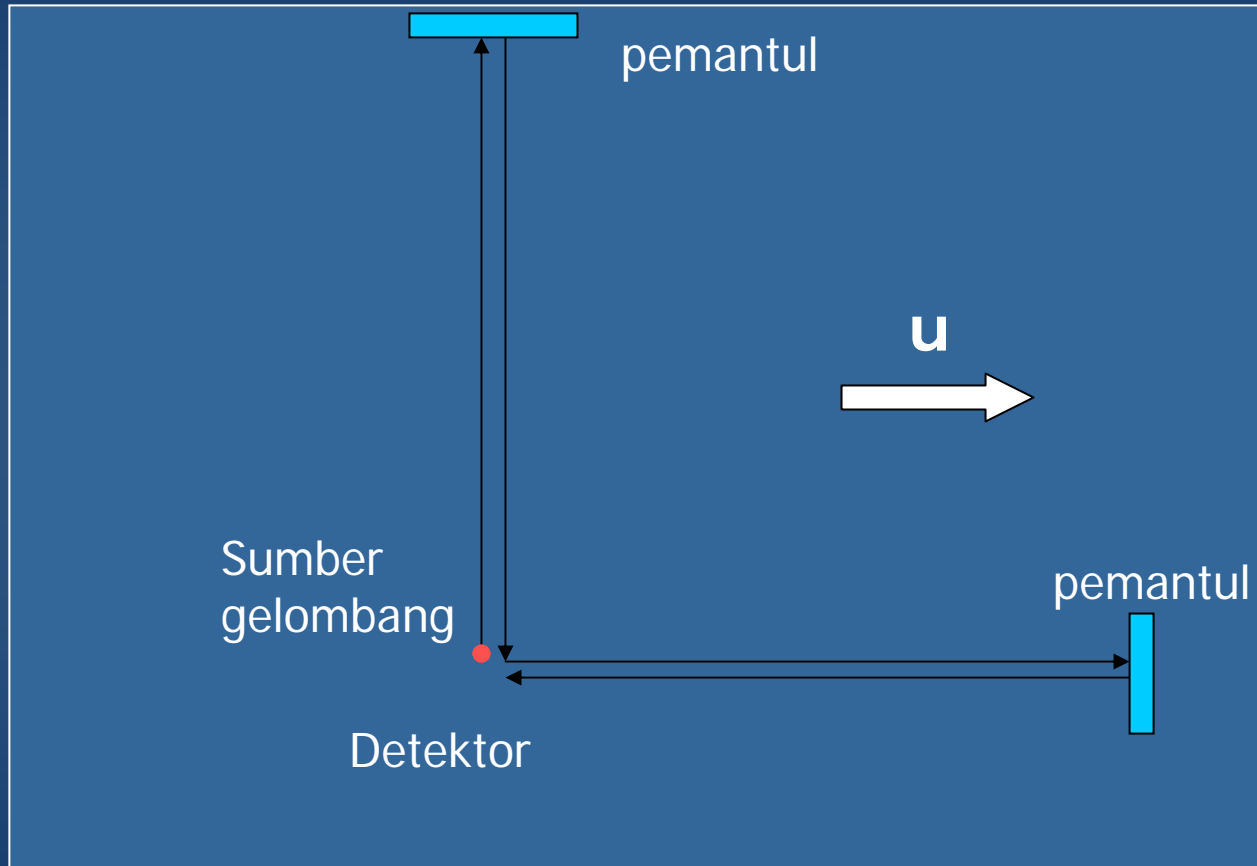 pemantul
u
Sumber
gelombang
pemantul
Detektor